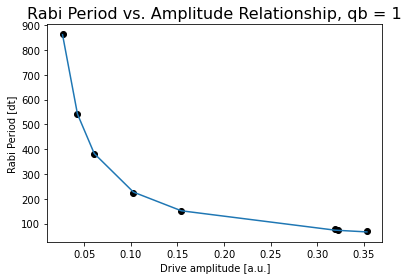 Rabi Period vs. Amplitude Relationship, qb = 1
900
800
700
600
500
400
300
200
100
Rabi Period [dt]
0.05 0.10 0.15 0.20 0.25 0.30 0.35
Drive amplitude [a.u.]